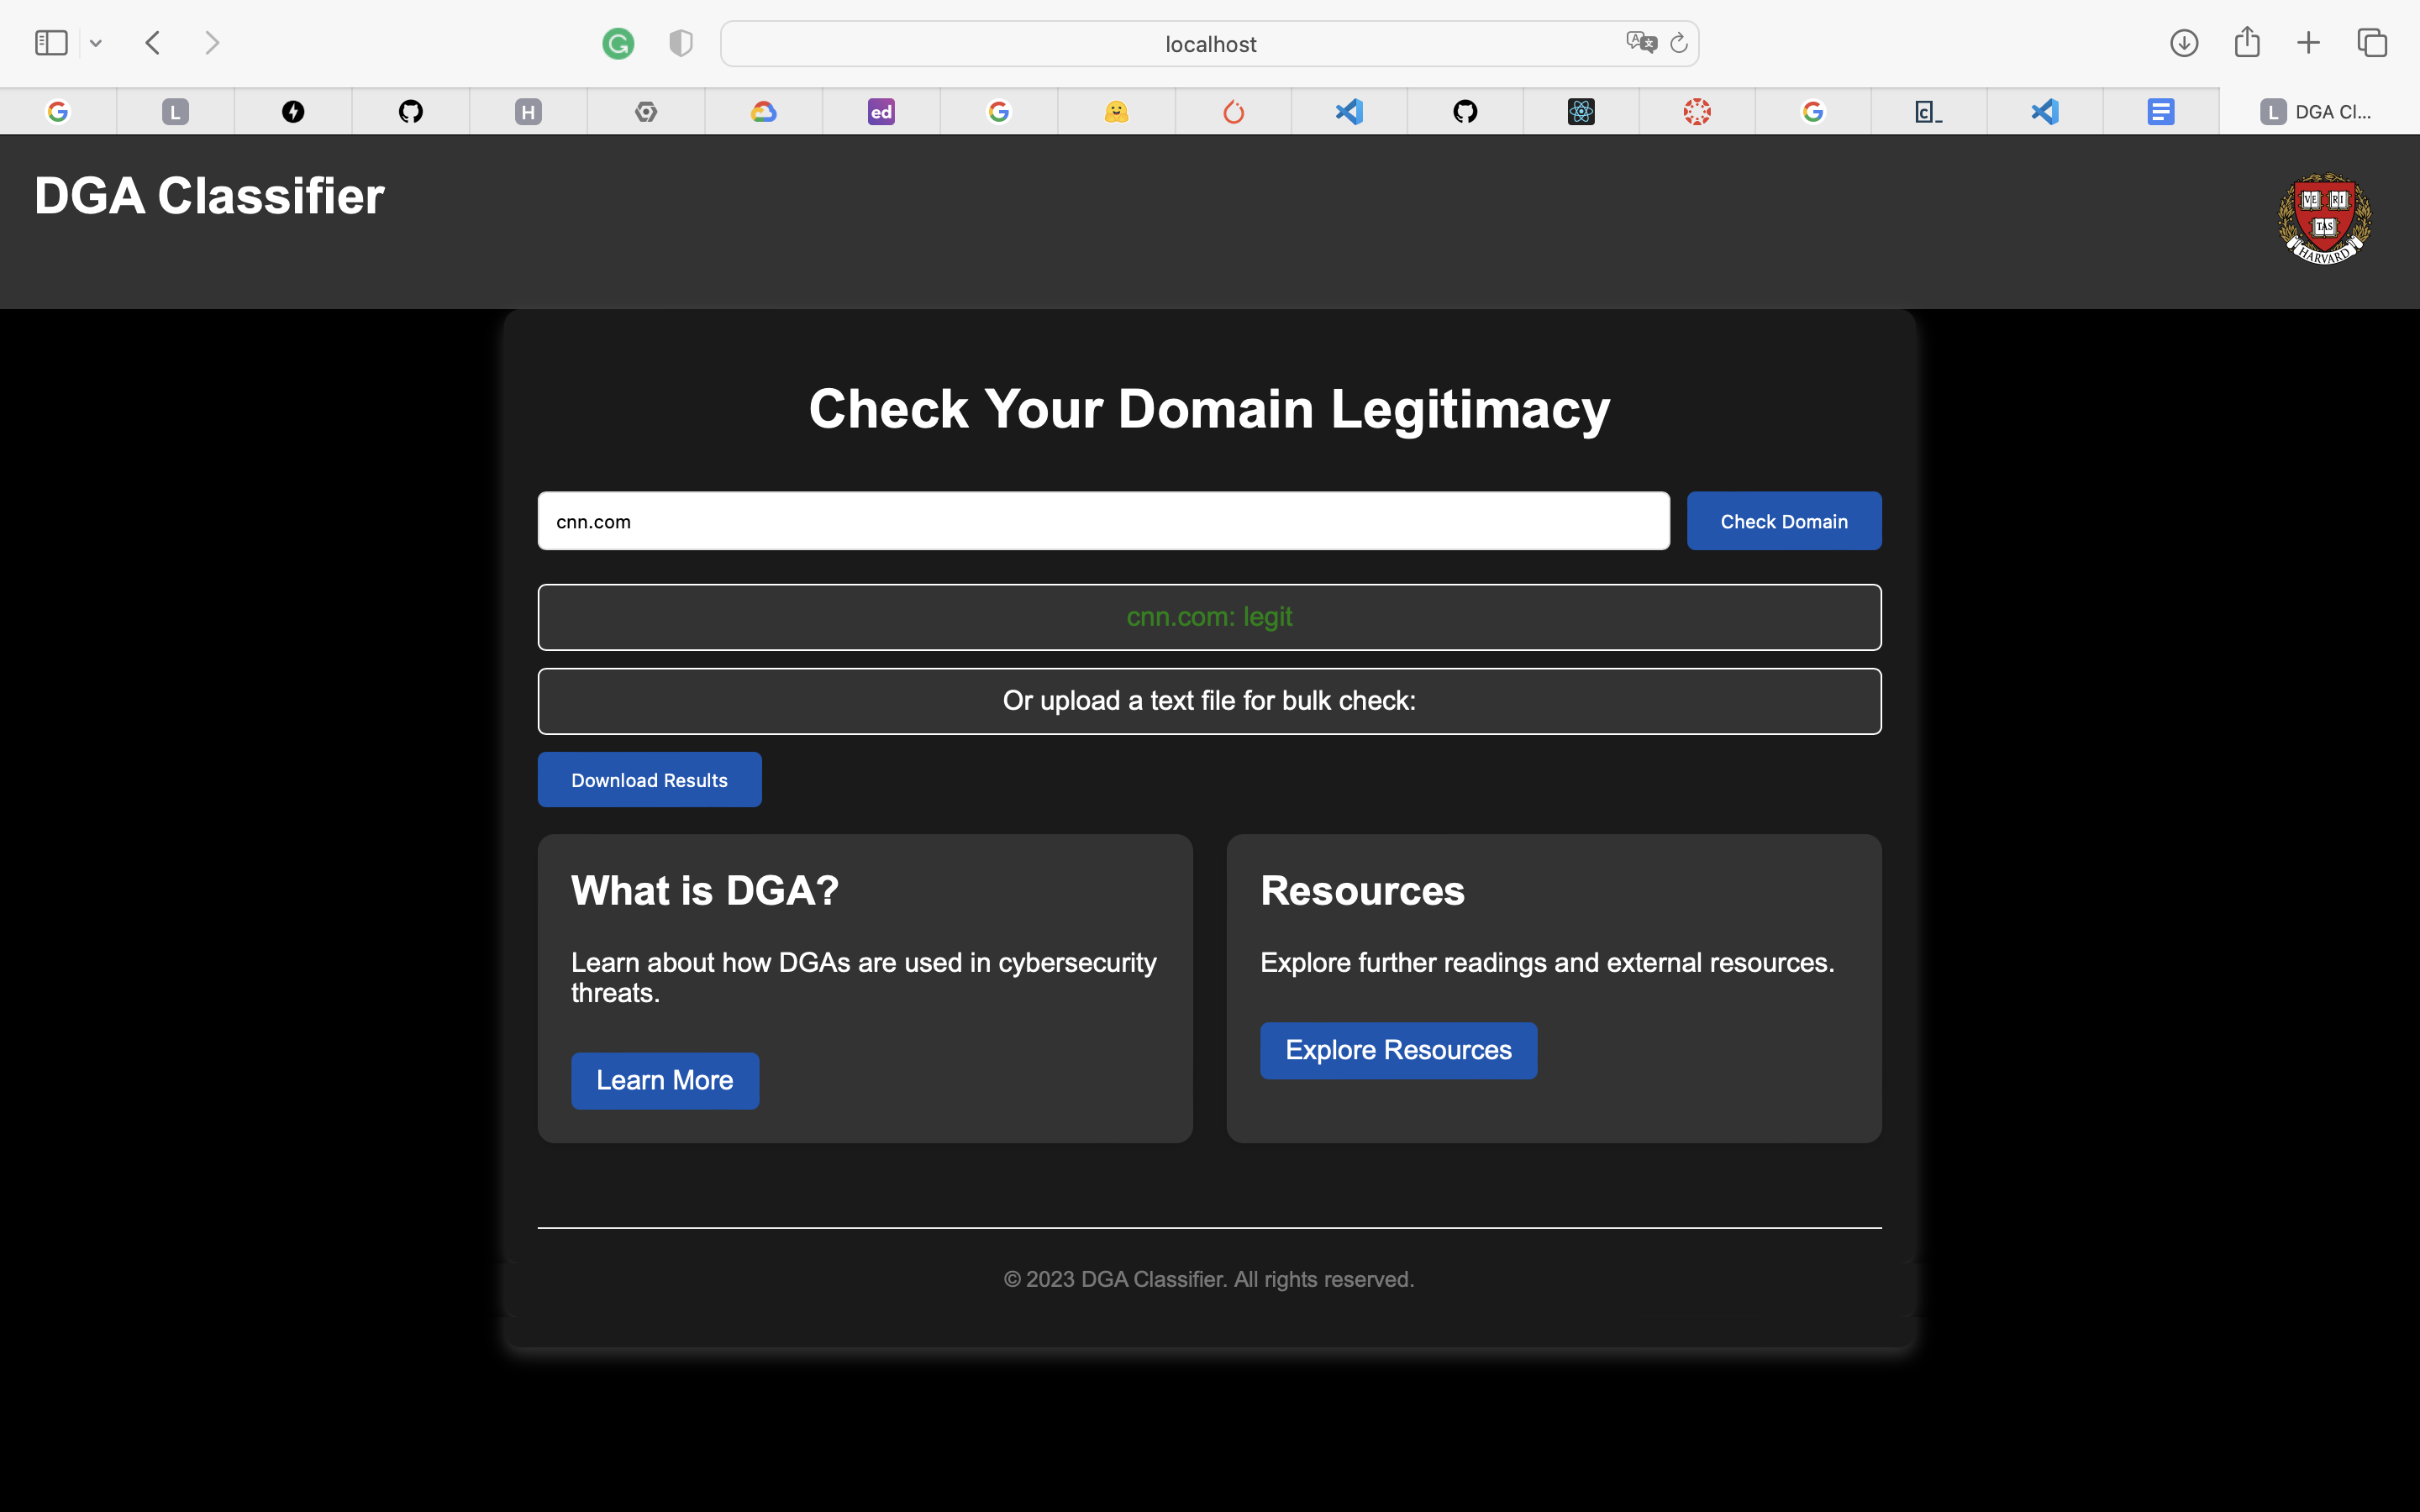 localhost
G
L
H
ed
G
G
C_
L DGA Cl...
DGA Classifier
VE RI
TAS
HARVARD
Check Your Domain Legitimacy
cnn.com
Check Domain
cnn.com: legit
Or upload a text file for bulk check:
Download Results
What is DGA?
Learn about how DGAs are used in cybersecurity
threats.
Learn More
Resources
Explore further readings and external resources.
Explore Resources
© 2023 DGA Classifier. All rights reserved.